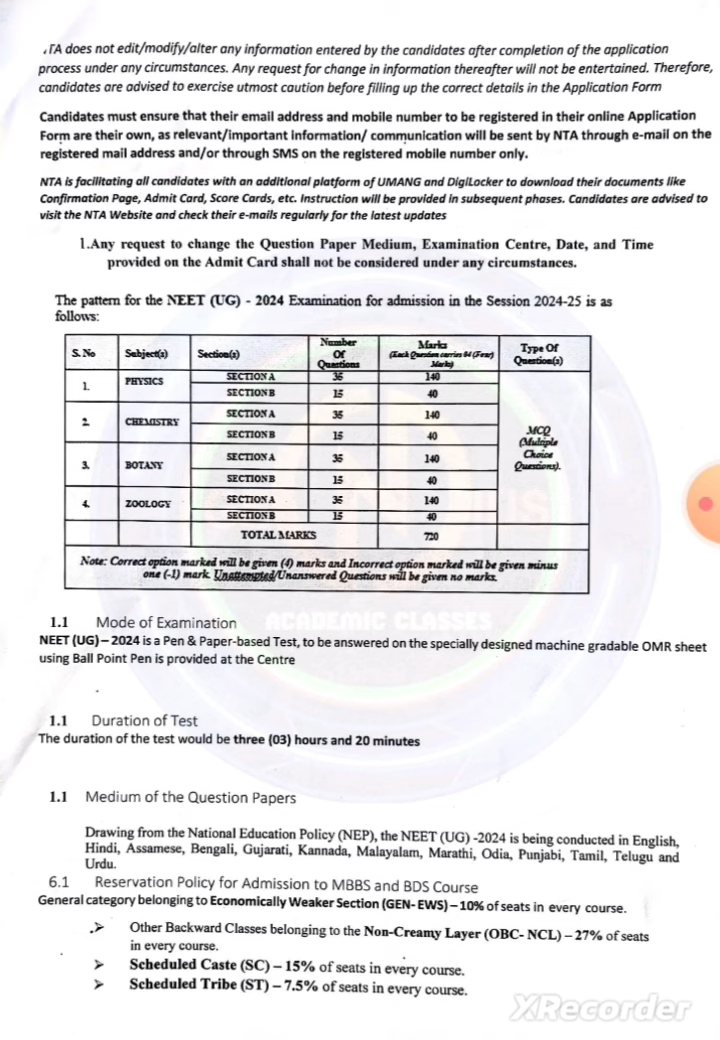 TA does not edit/modify/alter any information entered by the candidates after completion of the application
process under any circumstances. Any request for change in information thereafter will not be entertained. Therefore,
candidates are advised to exercise utmost caution before filling up the correct details in the Application Form
Candidates must ensure that their email address and mobile number to be registered in their online Application
Form are their own, as relevant/important information/ communication will be sent by NTA through e-mail on the
registered mail address and/or through SMS on the registered mobile number only.
NTA is facilitating all candidates with an additional platform of UMANG and DigiLocker to download their documents like
Confirmation Page, Admit Card, Score Cards, etc. Instruction will be provided in subsequent phases. Candidates are advised to
visit the NTA Website and check their e-mails regularly for the latest updates
1.Any request to change the Question Paper Medium, Examination Centre, Date, and Time
provided on the Admit Card shall not be considered under any circumstances.
The pattern for the NEET (UG) - 2024 Examination for admission in the Session 2024-25 is as
follows:
S. No Subject(s) Section(s) Number Of Questions Marks (Each Question carries 04 (Four) Marks) Type Of Question(s)
1. PHYSICS SECTION A 35 140
SECTION B 15 40
2. CHEMISTRY SECTION A 35 140
SECTION B 15 40
MCQ (Multiple Choice Questions).
3. BOTANY SECTION A 35 140
SECTION B 15 40
4. ZOOLOGY SECTION A 35 140
SECTION B 15 40
TOTAL MARKS 720
Note: Correct option marked will be given (4) marks and Incorrect option marked will be given minus
one (-1) mark. Unattempted/Unanswered Questions will be given no marks.
ACADEMIC CLASSES
1.1 Mode of Examination
NEET (UG) – 2024 is a Pen & Paper-based Test, to be answered on the specially designed machine gradable OMR sheet
using Ball Point Pen is provided at the Centre
1.1 Duration of Test
The duration of the test would be three (03) hours and 20 minutes
1.1 Medium of the Question Papers
Drawing from the National Education Policy (NEP), the NEET (UG) -2024 is being conducted in English,
Hindi, Assamese, Bengali, Gujarati, Kannada, Malayalam, Marathi, Odia, Punjabi, Tamil, Telugu and
Urdu.
6.1 Reservation Policy for Admission to MBBS and BDS Course
General category belonging to Economically Weaker Section (GEN- EWS) – 10% of seats in every course.
➢ Other Backward Classes belonging to the Non-Creamy Layer (OBC- NCL) – 27% of seats
in every course.
➢ Scheduled Caste (SC) – 15% of seats in every course.
➢ Scheduled Tribe (ST) – 7.5% of seats in every course.
XRecorder